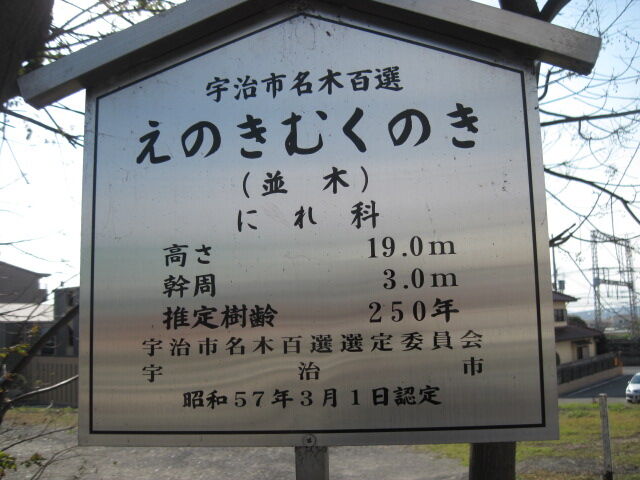 宇治市名木百選
えのきむくのき
(並木)
にれ科
高さ 19.0m
幹周 3.0m
推定樹齢 250年
宇治市名木百選選定委員会
宇治市
昭和57年3月1日認定